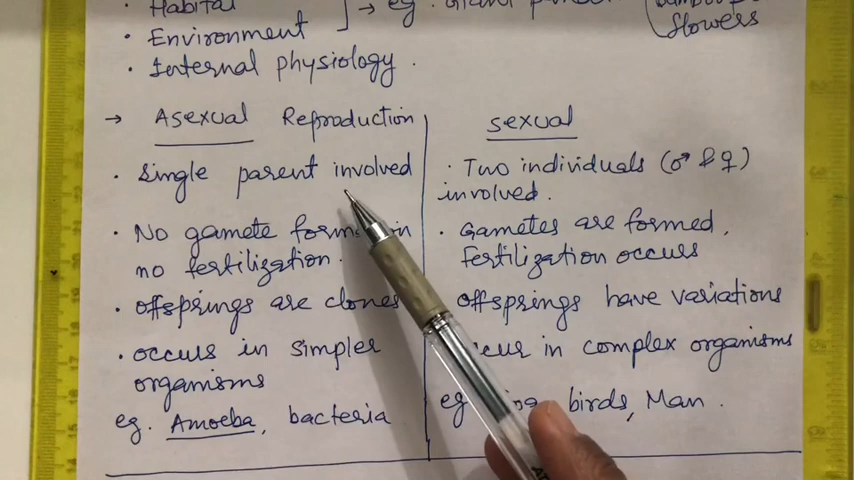 Habitat
→ eg.
flowers
· Environment
· Internal physiology.
→ Asexual Reproduction
· Single parent involved
· No gamete
no fertilization.
· offsprings are clones
· occurs in simpler
organisms
eg. Amoeba, bacteria
sexual
· Two individuals (♂ & ♀)
involved.
· Gametes are formed,
fertilization occurs
offsprings have variations
in complex organisms
eg birds, Man.